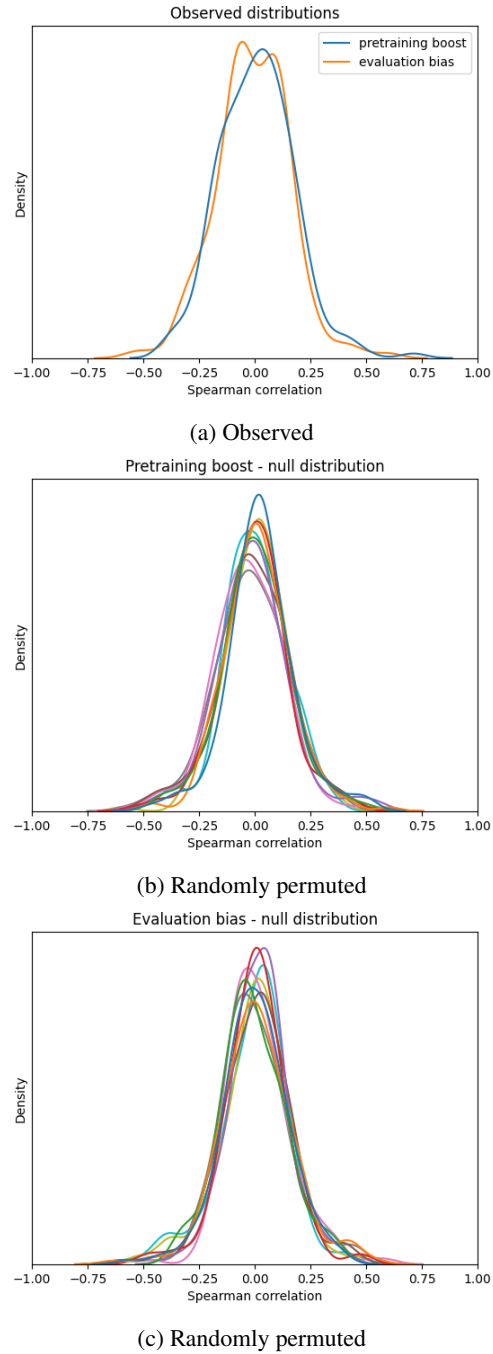 Observed distributions
pretraining boost
evaluation bias
Density
−1.00 −0.75 −0.50 −0.25 0.00 0.25 0.50 0.75 1.00
Spearman correlation
(a) Observed
Pretraining boost - null distribution
Density
−1.00 −0.75 −0.50 −0.25 0.00 0.25 0.50 0.75 1.00
Spearman correlation
(b) Randomly permuted
Evaluation bias - null distribution
Density
−1.00 −0.75 −0.50 −0.25 0.00 0.25 0.50 0.75 1.00
Spearman correlation
(c) Randomly permuted